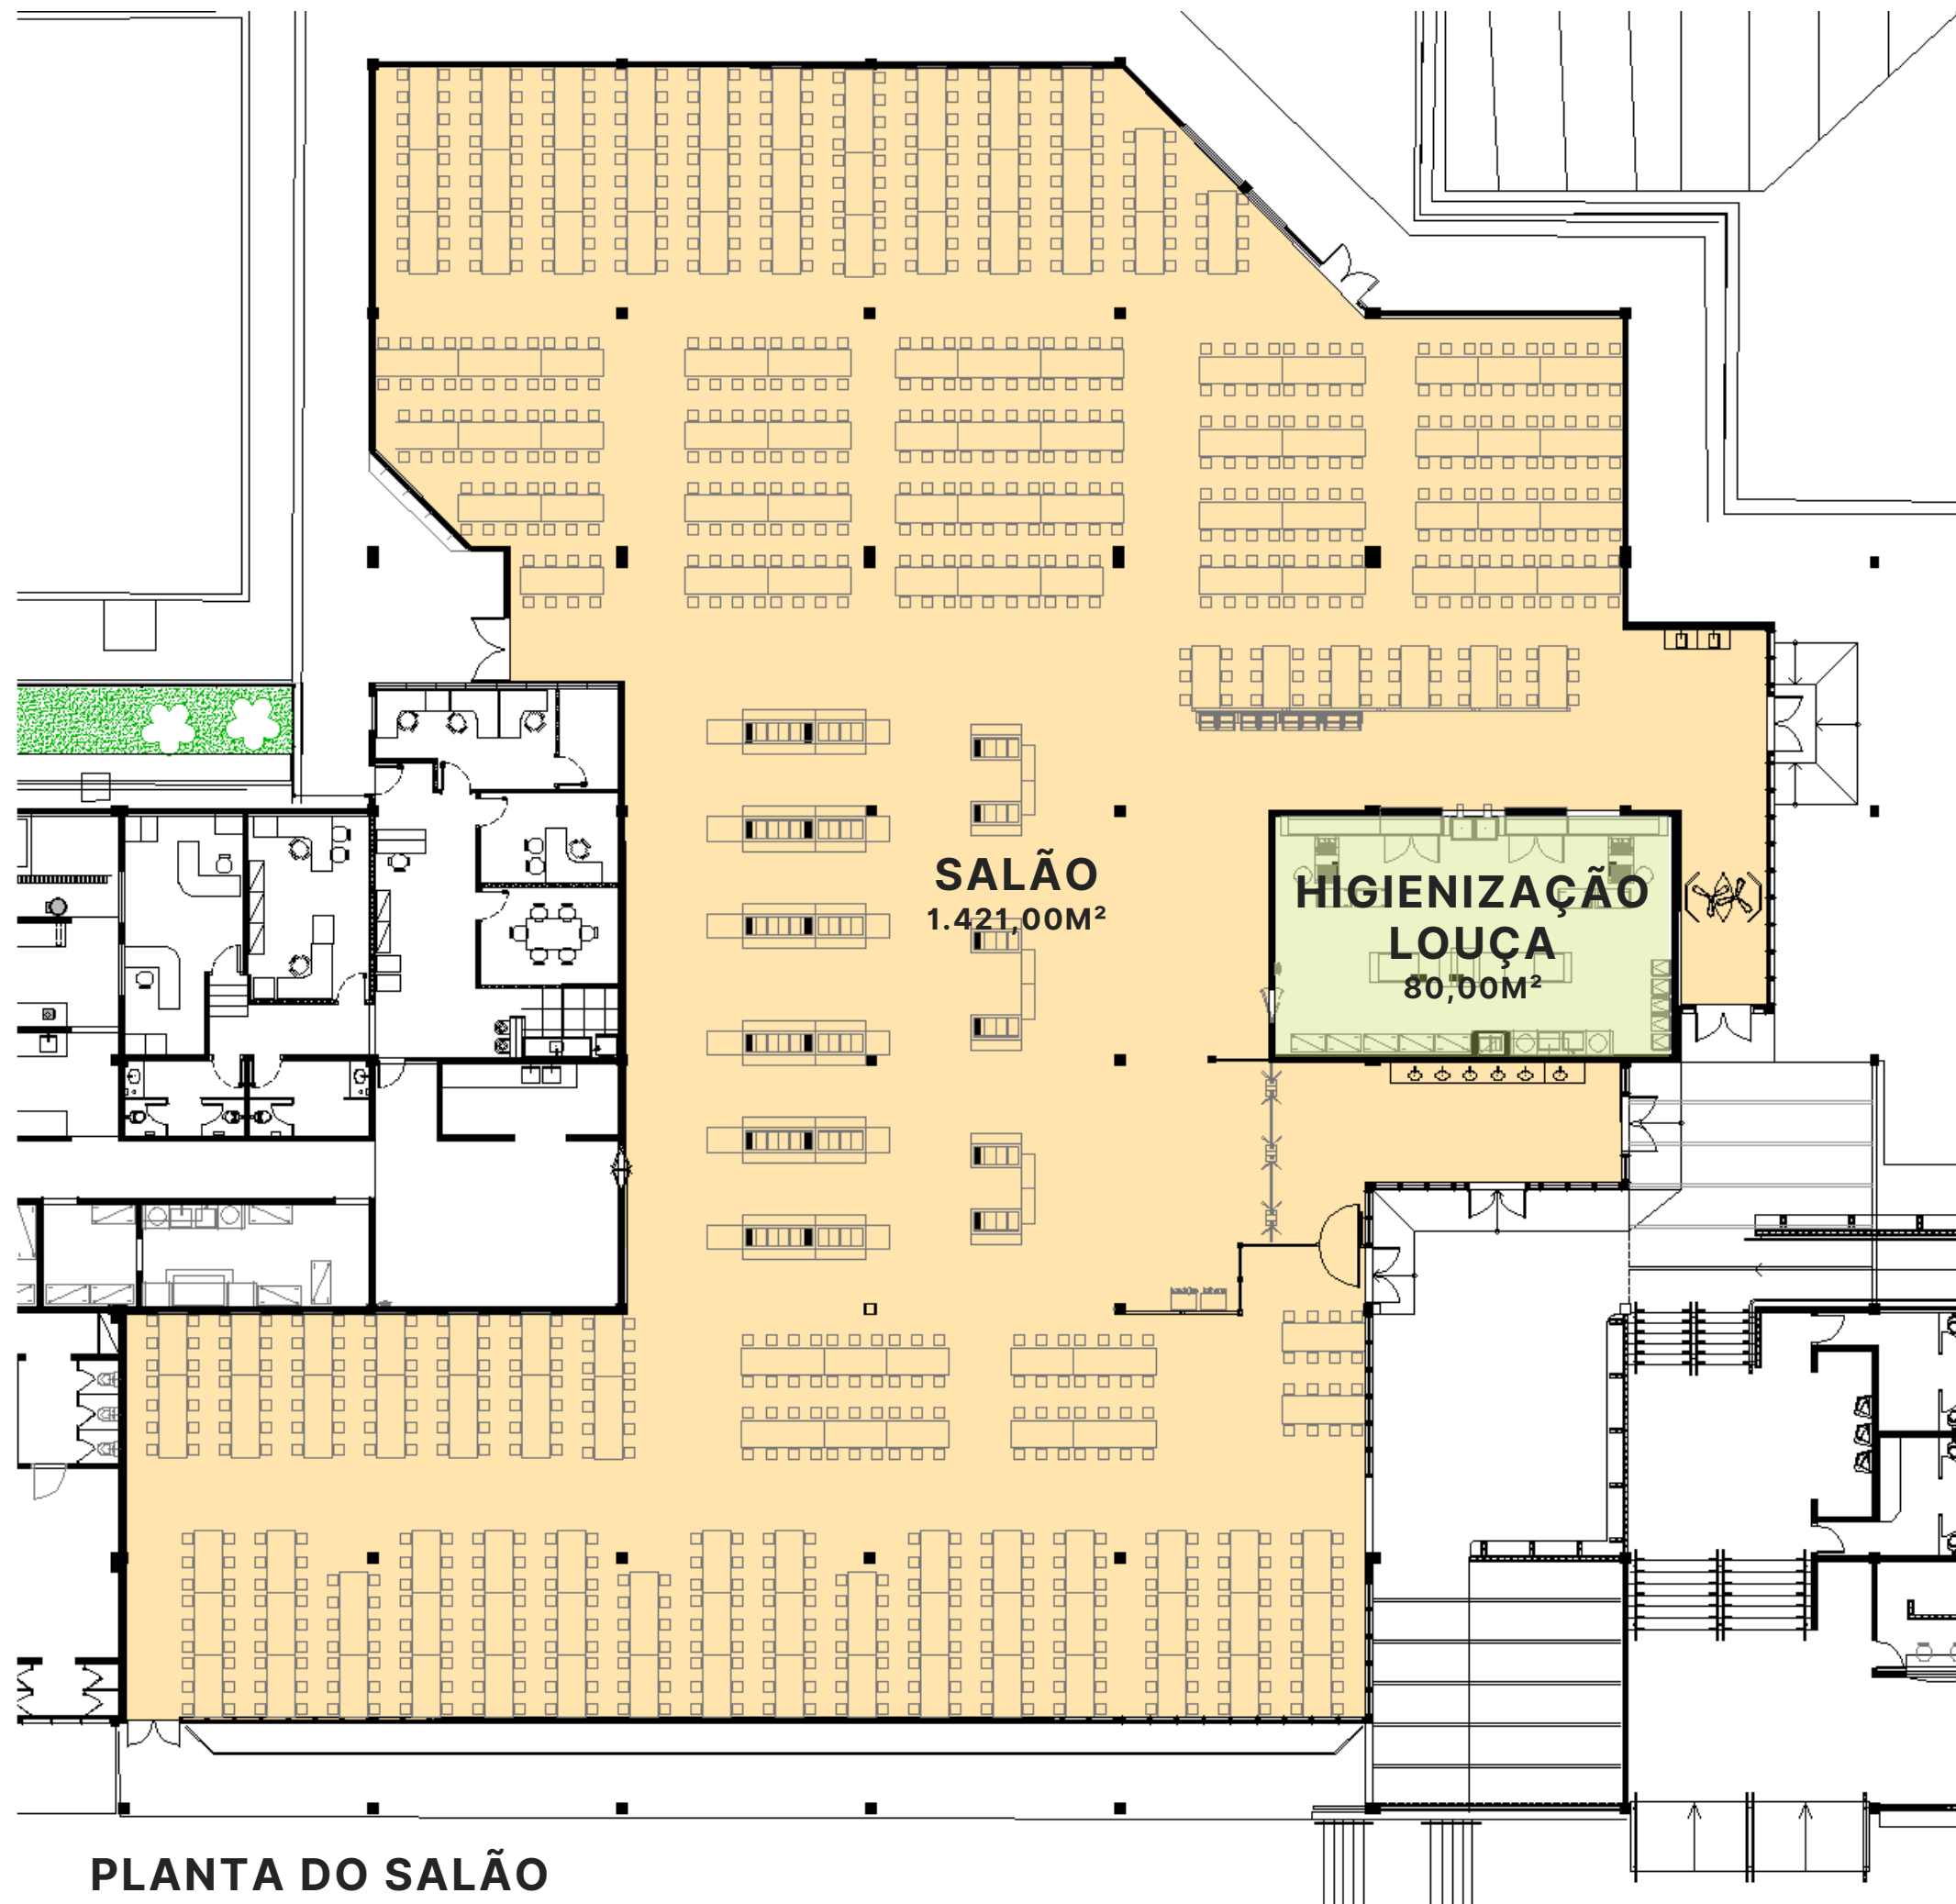 SALÃO
1.421,00M²
HIGIENIZAÇÃO
LOUÇA
80,00M²
PLANTA DO SALÃO